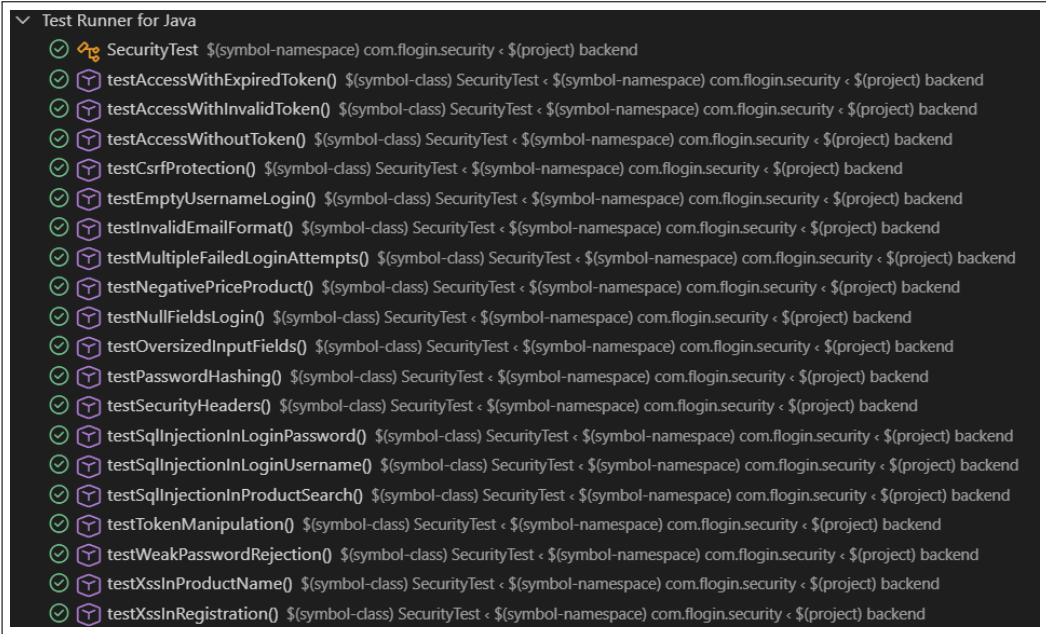 Test Runner for Java
SecurityTest $(symbol-namespace) com.flogin.security < $(project) backend
testAccessWithExpiredToken() $(symbol-class) SecurityTest < $(symbol-namespace) com.flogin.security < $(project) backend
testAccessWithInvalidToken() $(symbol-class) SecurityTest < $(symbol-namespace) com.flogin.security < $(project) backend
testAccessWithoutToken() $(symbol-class) SecurityTest < $(symbol-namespace) com.flogin.security < $(project) backend
testCsrfProtection() $(symbol-class) SecurityTest < $(symbol-namespace) com.flogin.security < $(project) backend
testEmptyUsernameLogin() $(symbol-class) SecurityTest < $(symbol-namespace) com.flogin.security < $(project) backend
testInvalidEmailFormat() $(symbol-class) SecurityTest < $(symbol-namespace) com.flogin.security < $(project) backend
testMultipleFailedLoginAttempts() $(symbol-class) SecurityTest < $(symbol-namespace) com.flogin.security < $(project) backend
testNegativePriceProduct() $(symbol-class) SecurityTest < $(symbol-namespace) com.flogin.security < $(project) backend
testNullFieldsLogin() $(symbol-class) SecurityTest < $(symbol-namespace) com.flogin.security < $(project) backend
testOversizedInputFields() $(symbol-class) SecurityTest < $(symbol-namespace) com.flogin.security < $(project) backend
testPasswordHashing() $(symbol-class) SecurityTest < $(symbol-namespace) com.flogin.security < $(project) backend
testSecurityHeaders() $(symbol-class) SecurityTest < $(symbol-namespace) com.flogin.security < $(project) backend
testSqlInjectionInLoginPassword() $(symbol-class) SecurityTest < $(symbol-namespace) com.flogin.security < $(project) backend
testSqlInjectionInLoginUsername() $(symbol-class) SecurityTest < $(symbol-namespace) com.flogin.security < $(project) backend
testSqlInjectionInProductSearch() $(symbol-class) SecurityTest < $(symbol-namespace) com.flogin.security < $(project) backend
testTokenManipulation() $(symbol-class) SecurityTest < $(symbol-namespace) com.flogin.security < $(project) backend
testWeakPasswordRejection() $(symbol-class) SecurityTest < $(symbol-namespace) com.flogin.security < $(project) backend
testXssInProductName() $(symbol-class) SecurityTest < $(symbol-namespace) com.flogin.security < $(project) backend
testXssInRegistration() $(symbol-class) SecurityTest < $(symbol-namespace) com.flogin.security < $(project) backend